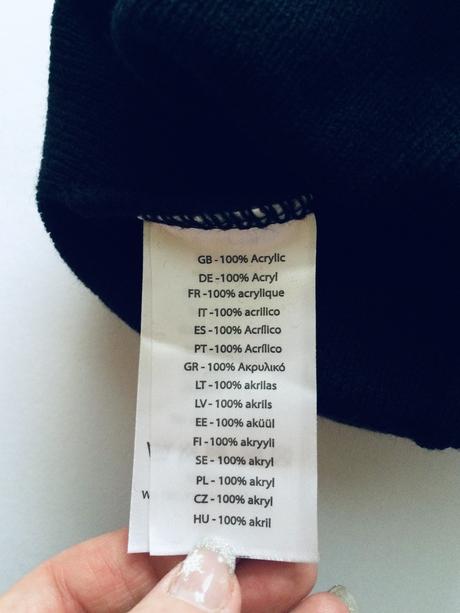 GB - 100% Acrylic
DE - 100% Acryl
FR - 100% acrylique
IT - 100% acrilico
ES - 100% Acrílico
PT - 100% Acrílico
GR - 100% Ακρυλικό
LT - 100% akrilas
LV - 100% akrils
EE - 100% aküül
FI - 100% akryyli
SE - 100% akryl
PL - 100% akryl
CZ - 100% akryl
HU - 100% akril